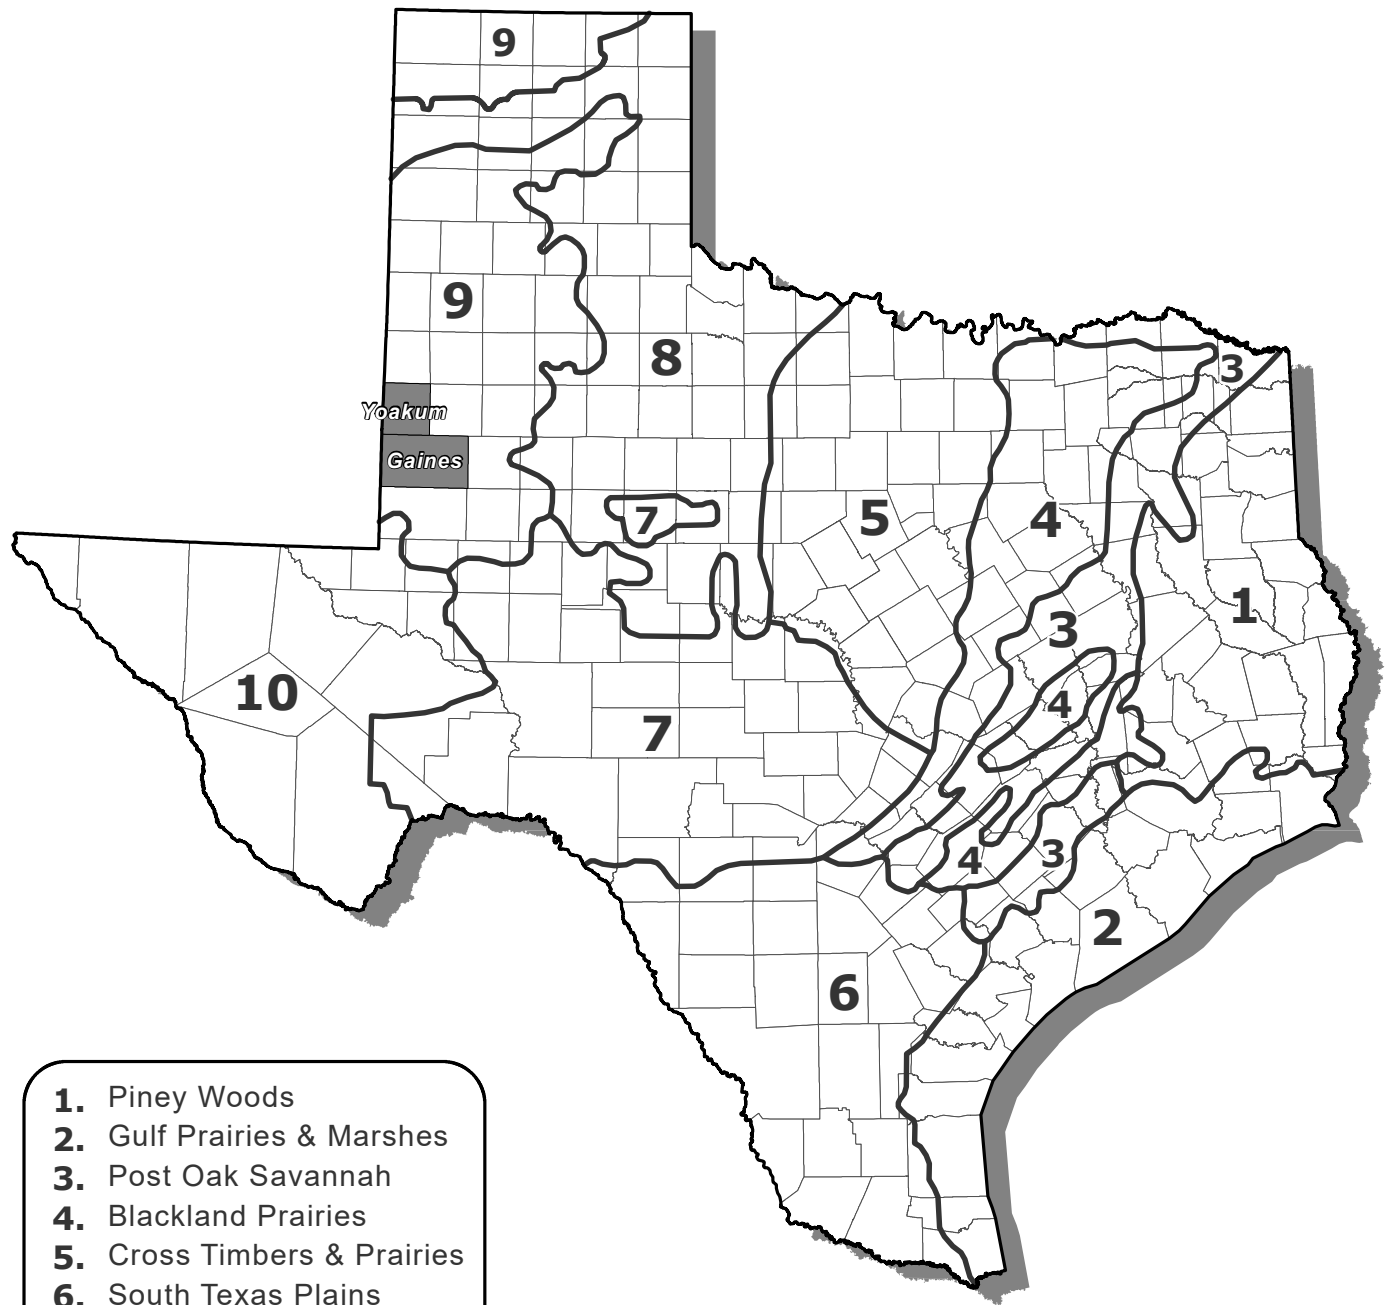 9
9
8
3
Yoakum
Gaines
7
5
4
1
3
10
4
7
4
3
2
6
1. Piney Woods
2. Gulf Prairies & Marshes
3. Post Oak Savannah
4. Blackland Prairies
5. Cross Timbers & Prairies
6. South Texas Plains